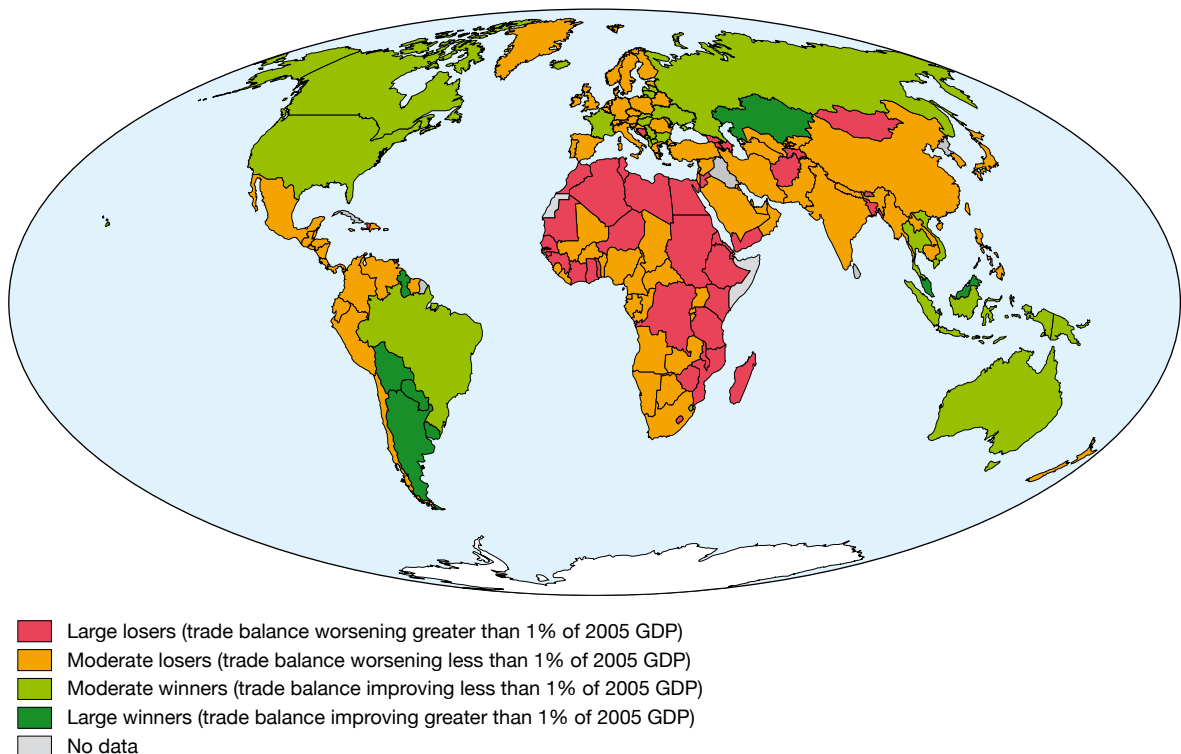 Large losers (trade balance worsening greater than 1% of 2005 GDP)
Moderate losers (trade balance worsening less than 1% of 2005 GDP)
Moderate winners (trade balance improving less than 1% of 2005 GDP)
Large winners (trade balance improving greater than 1% of 2005 GDP)
No data